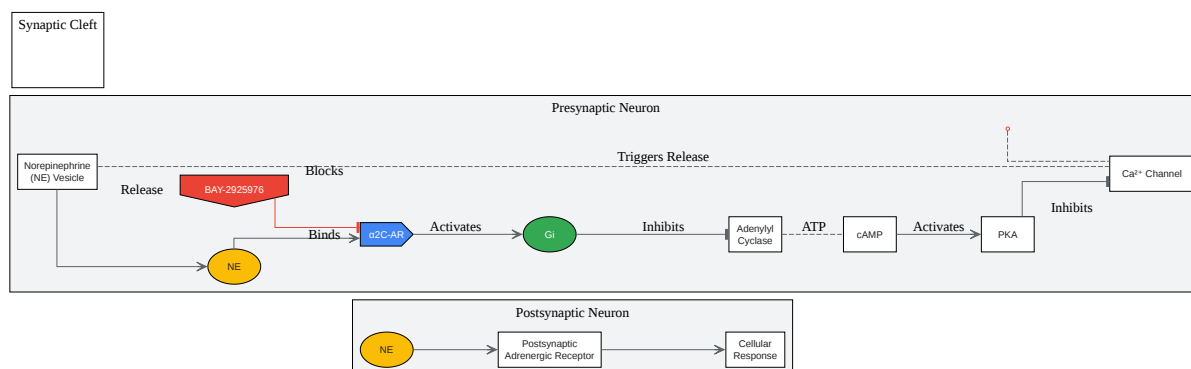 Synaptic Cleft
Presynaptic Neuron
Norepinephrine
(NE) Vesicle
Triggers Release
Blocks
Release
BAY-2925976
Ca²⁺ Channel
Binds
α2C-AR
Activates
Gi
Inhibits
Adenylyl
Cyclase
ATP
cAMP
Activates
PKA
Inhibits
NE
Postsynaptic Neuron
NE
Postsynaptic
Adrenergic Receptor
Cellular
Response